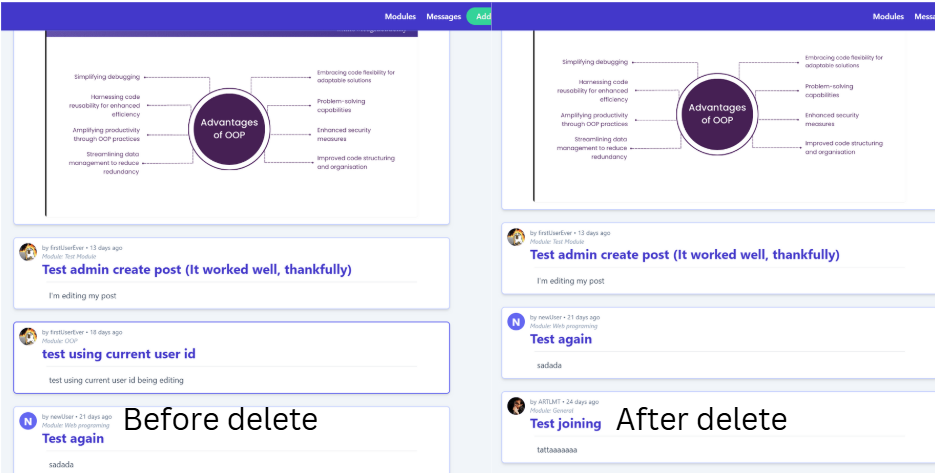 Modules Messages Add
Simplifying debugging
Harnessing code
reusability for enhanced
efficiency
Amplifying productivity
through OOP practices
Streamlining data
management to reduce
redundancy
Advantages
of OOP
Embracing code flexibility for
adaptable solutions
Problem-solving
capabilities
Enhanced security
measures
Improved code structuring
and organisation
by firstUserEver • 13 days ago
Module: Test Module
Test admin create post (It worked well, thankfully)
I'm editing my post
by firstUserEver • 18 days ago
Module: OOP
test using current user id
test using current user id being editing
N
by newUser • 21 days ago
Module: Web programing
Test again
sadada
Before delete
Modules Messa
Simplifying debugging
Harnessing code
reusability for enhanced
efficiency
Amplifying productivity
through OOP practices
Streamlining data
management to reduce
redundancy
Advantages
of OOP
Embracing code flexibility for
adaptable solutions
Problem-solving
capabilities
Enhanced security
measures
Improved code structuring
and organisation
by firstUserEver • 13 days ago
Module: Test Module
Test admin create post (It worked well, thankfully)
I'm editing my post
N
by newUser • 21 days ago
Module: Web programing
Test again
sadada
by ARTLMT • 24 days ago
Module: General
Test joining
tattaaaaaaa
After delete